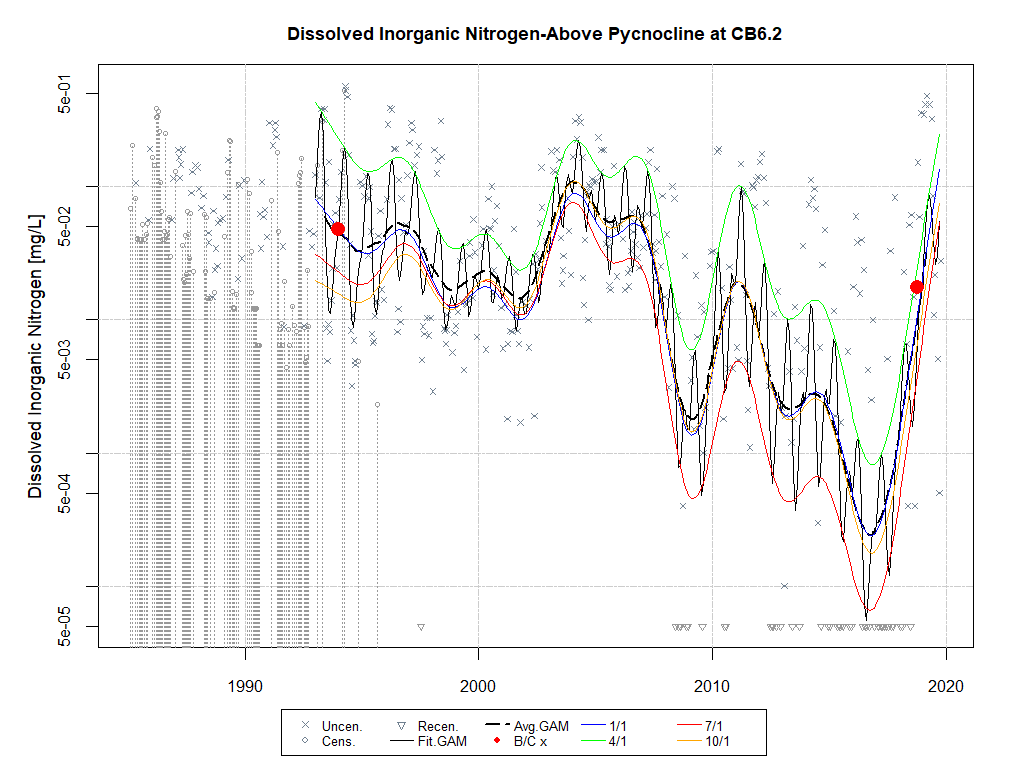 Dissolved Inorganic Nitrogen-Above Pycnocline at CB6.2
Dissolved Inorganic Nitrogen [mg/L]
5e-01
5e-02
5e-03
5e-04
5e-05
1990 2000 2010 2020
Uncen. Recen. Avg.GAM 1/1 7/1
Cens. Fit.GAM B/C x 4/1 10/1